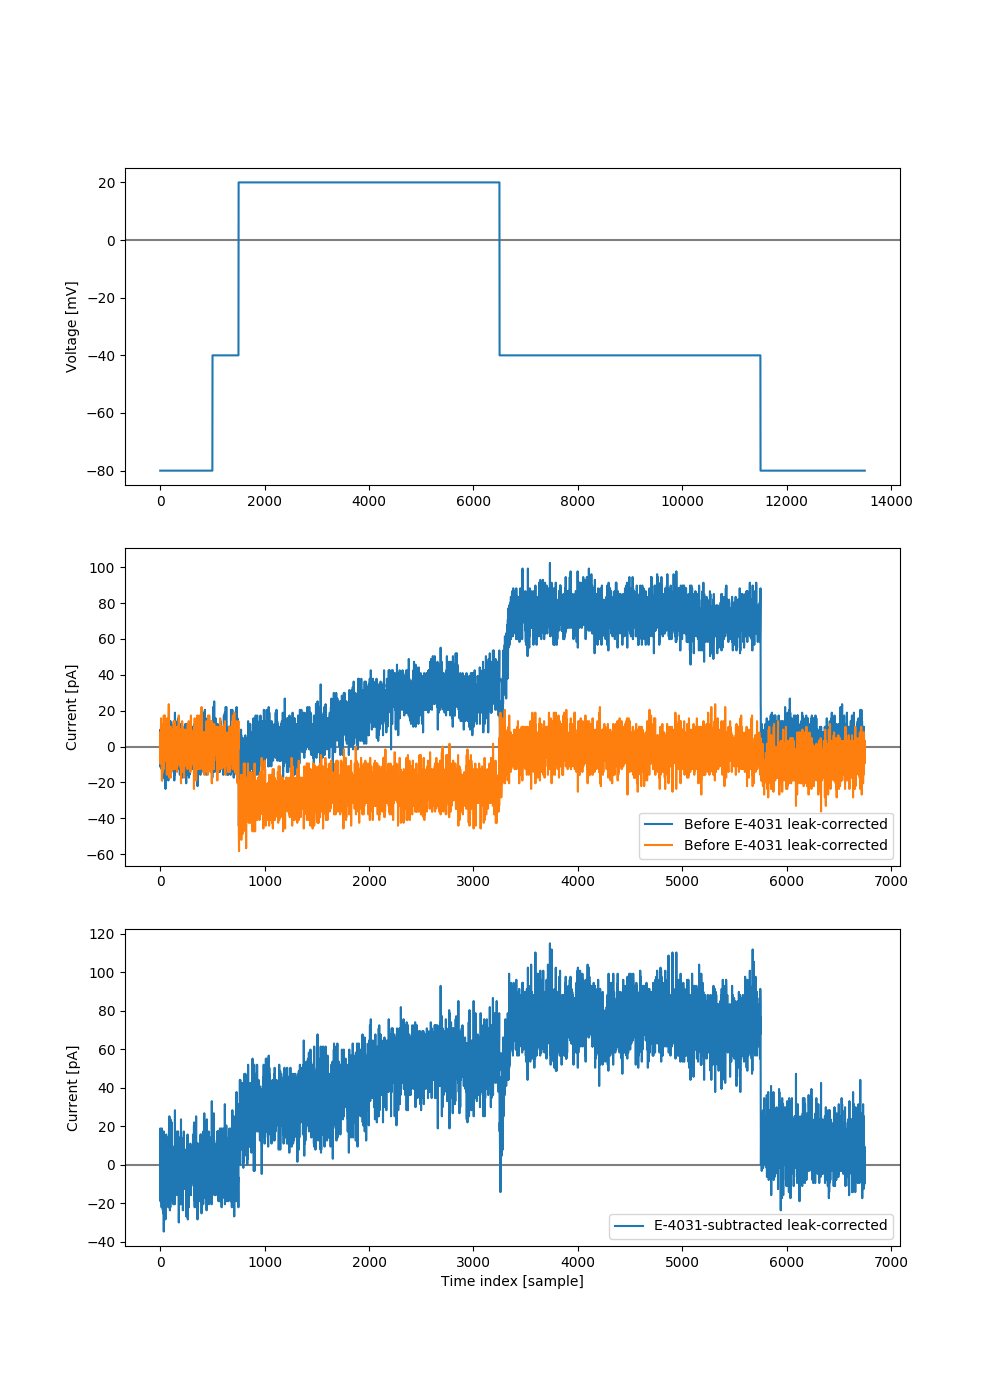 20
0
−20
−40
−60
−80
Voltage [mV]
0 2000 4000 6000 8000 10000 12000 14000
100
80
60
40
20
0
−20
−40
−60
Current [pA]
Before E-4031 leak-corrected
Before E-4031 leak-corrected
0 1000 2000 3000 4000 5000 6000 7000
120
100
80
60
40
20
0
−20
−40
Current [pA]
E-4031-subtracted leak-corrected
0 1000 2000 3000 4000 5000 6000 7000
Time index [sample]